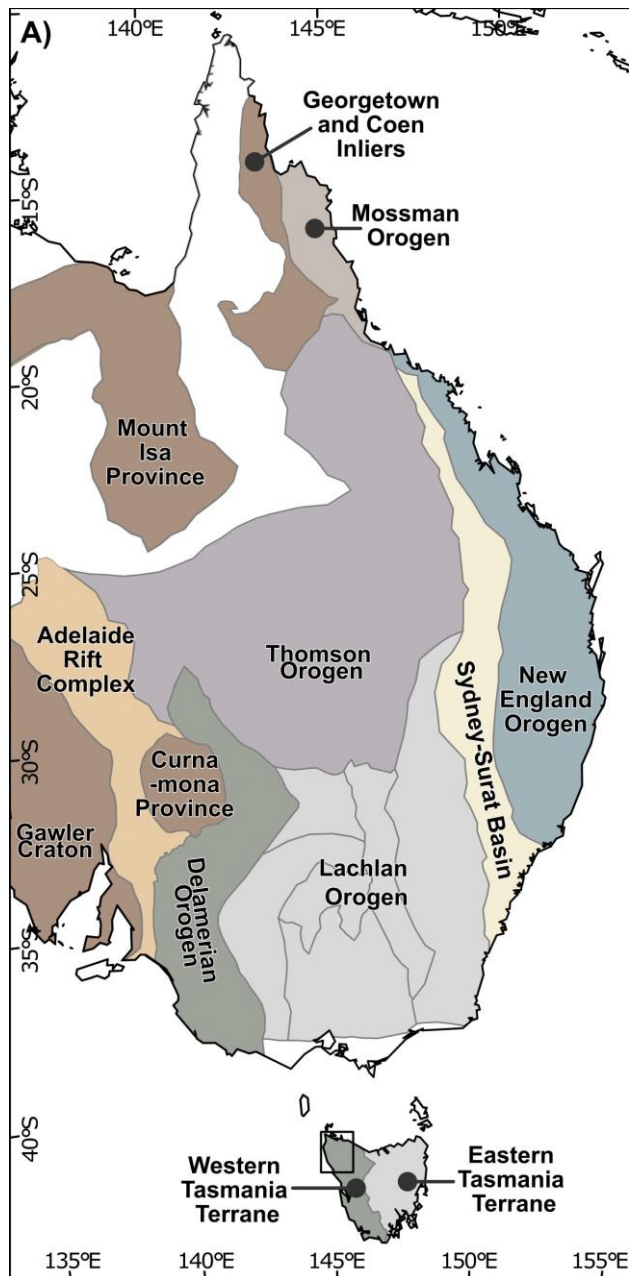 A)
140ºE
145ºE
150ºE
Georgetown
and Coen
Inliers
15ºS
Mossman
Orogen
20ºS
Mount
Isa
Province
25ºS
Adelaide
Rift
Complex
Thomson
Orogen
Sydney-Surat Basin
New
England
Orogen
30ºS
Curna
-mona
Province
Gawler
Craton
Delamerian
Orogen
Lachlan
Orogen
35ºS
40ºS
Western
Tasmania
Terrane
Eastern
Tasmania
Terrane
135ºE
140ºE
145ºE
150ºE
155ºE